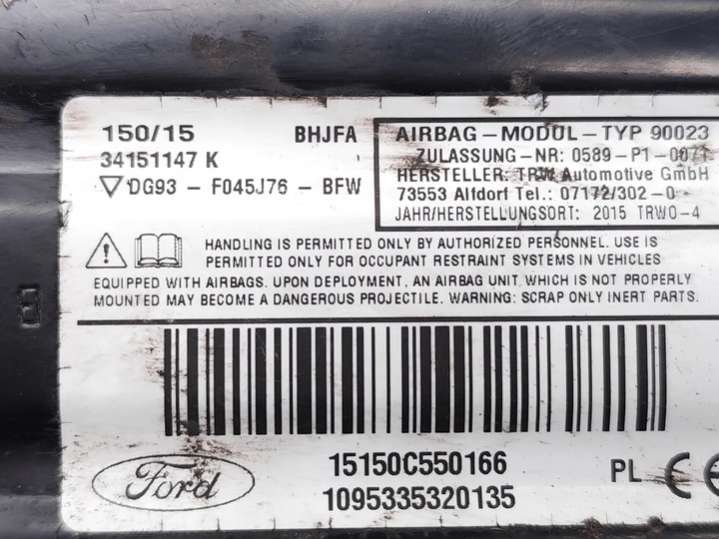 150/15 BHJFA
34151147 K
DG93 - F045J76 - BFW
AIRBAG-MODUL-TYP 90023
ZULASSUNG-NR: 0589-P1-0071
HERSTELLER: TRW Automotive GmbH
73553 Alfdorf Tel.: 07172/302-0
JAHR/HERSTELLUNGSORT: 2015 TRWO-4
HANDLING IS PERMITTED ONLY BY AUTHORIZED PERSONNEL. USE IS
PERMITTED ONLY FOR OCCUPANT RESTRAINT SYSTEMS IN VEHICLES
EQUIPPED WITH AIRBAGS. UPON DEPLOYMENT, AN AIRBAG UNIT WHICH IS NOT PROPERLY
MOUNTED MAY BECOME A DANGEROUS PROJECTILE. WARNING: SCRAP ONLY INERT PARTS.
15150C550166
1095335320135
Ford
PL CE